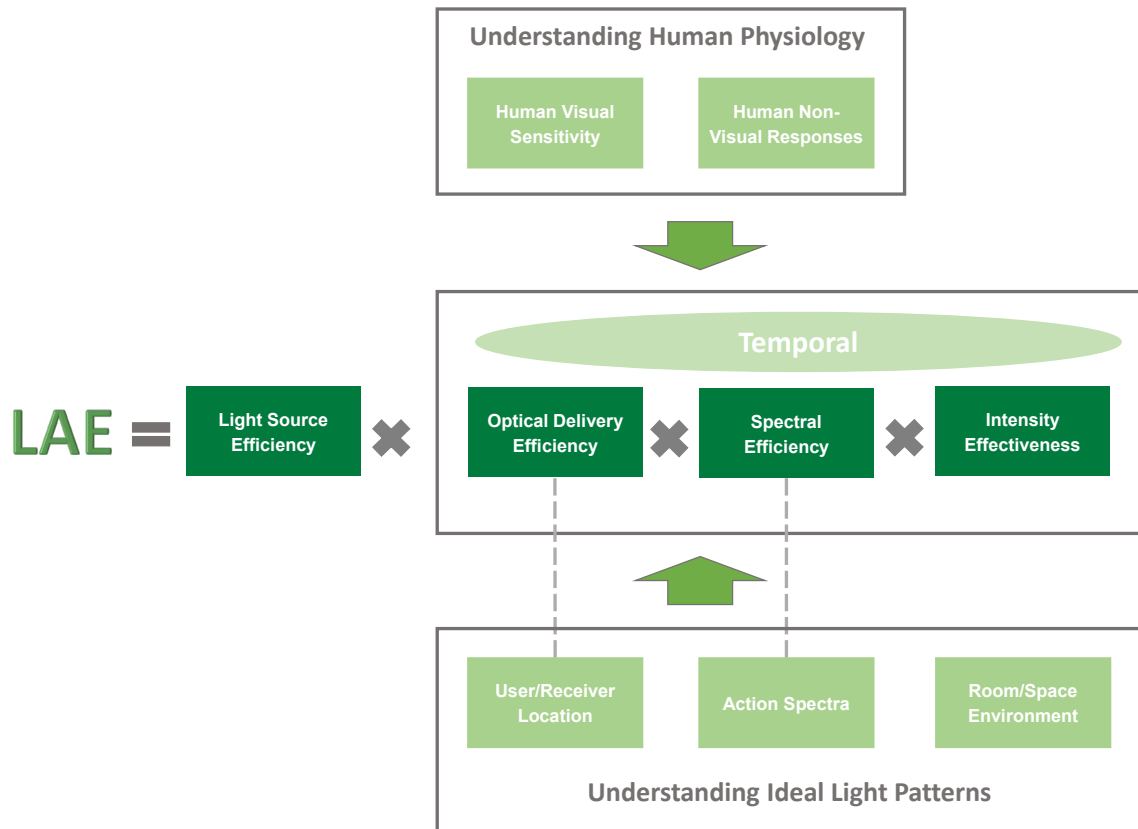 Understanding Human Physiology
Human Visual
Sensitivity
Human Non-
Visual Responses
Temporal
LAE =
Light Source
Efficiency
×
Optical Delivery
Efficiency
×
Spectral
Efficiency
×
Intensity
Effectiveness
User/Receiver
Location
Action Spectra
Room/Space
Environment
Understanding Ideal Light Patterns